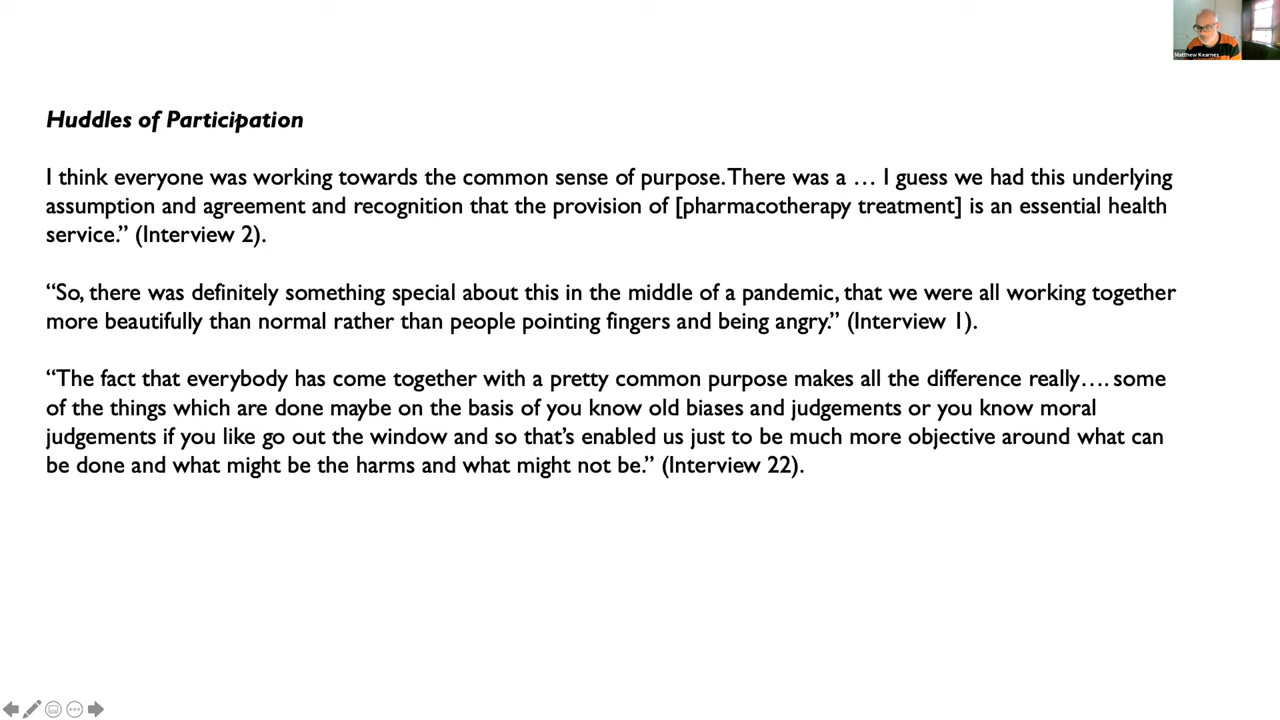 Matthew Kearnes
Huddles of Participation
I think everyone was working towards the common sense of purpose. There was a … I guess we had this underlying
assumption and agreement and recognition that the provision of [pharmacotherapy treatment] is an essential health
service.” (Interview 2).
“So, there was definitely something special about this in the middle of a pandemic, that we were all working together
more beautifully than normal rather than people pointing fingers and being angry.” (Interview 1).
“The fact that everybody has come together with a pretty common purpose makes all the difference really…. some
of the things which are done maybe on the basis of you know old biases and judgements or you know moral
judgements if you like go out the window and so that’s enabled us just to be much more objective around what can
be done and what might be the harms and what might not be.” (Interview 22).